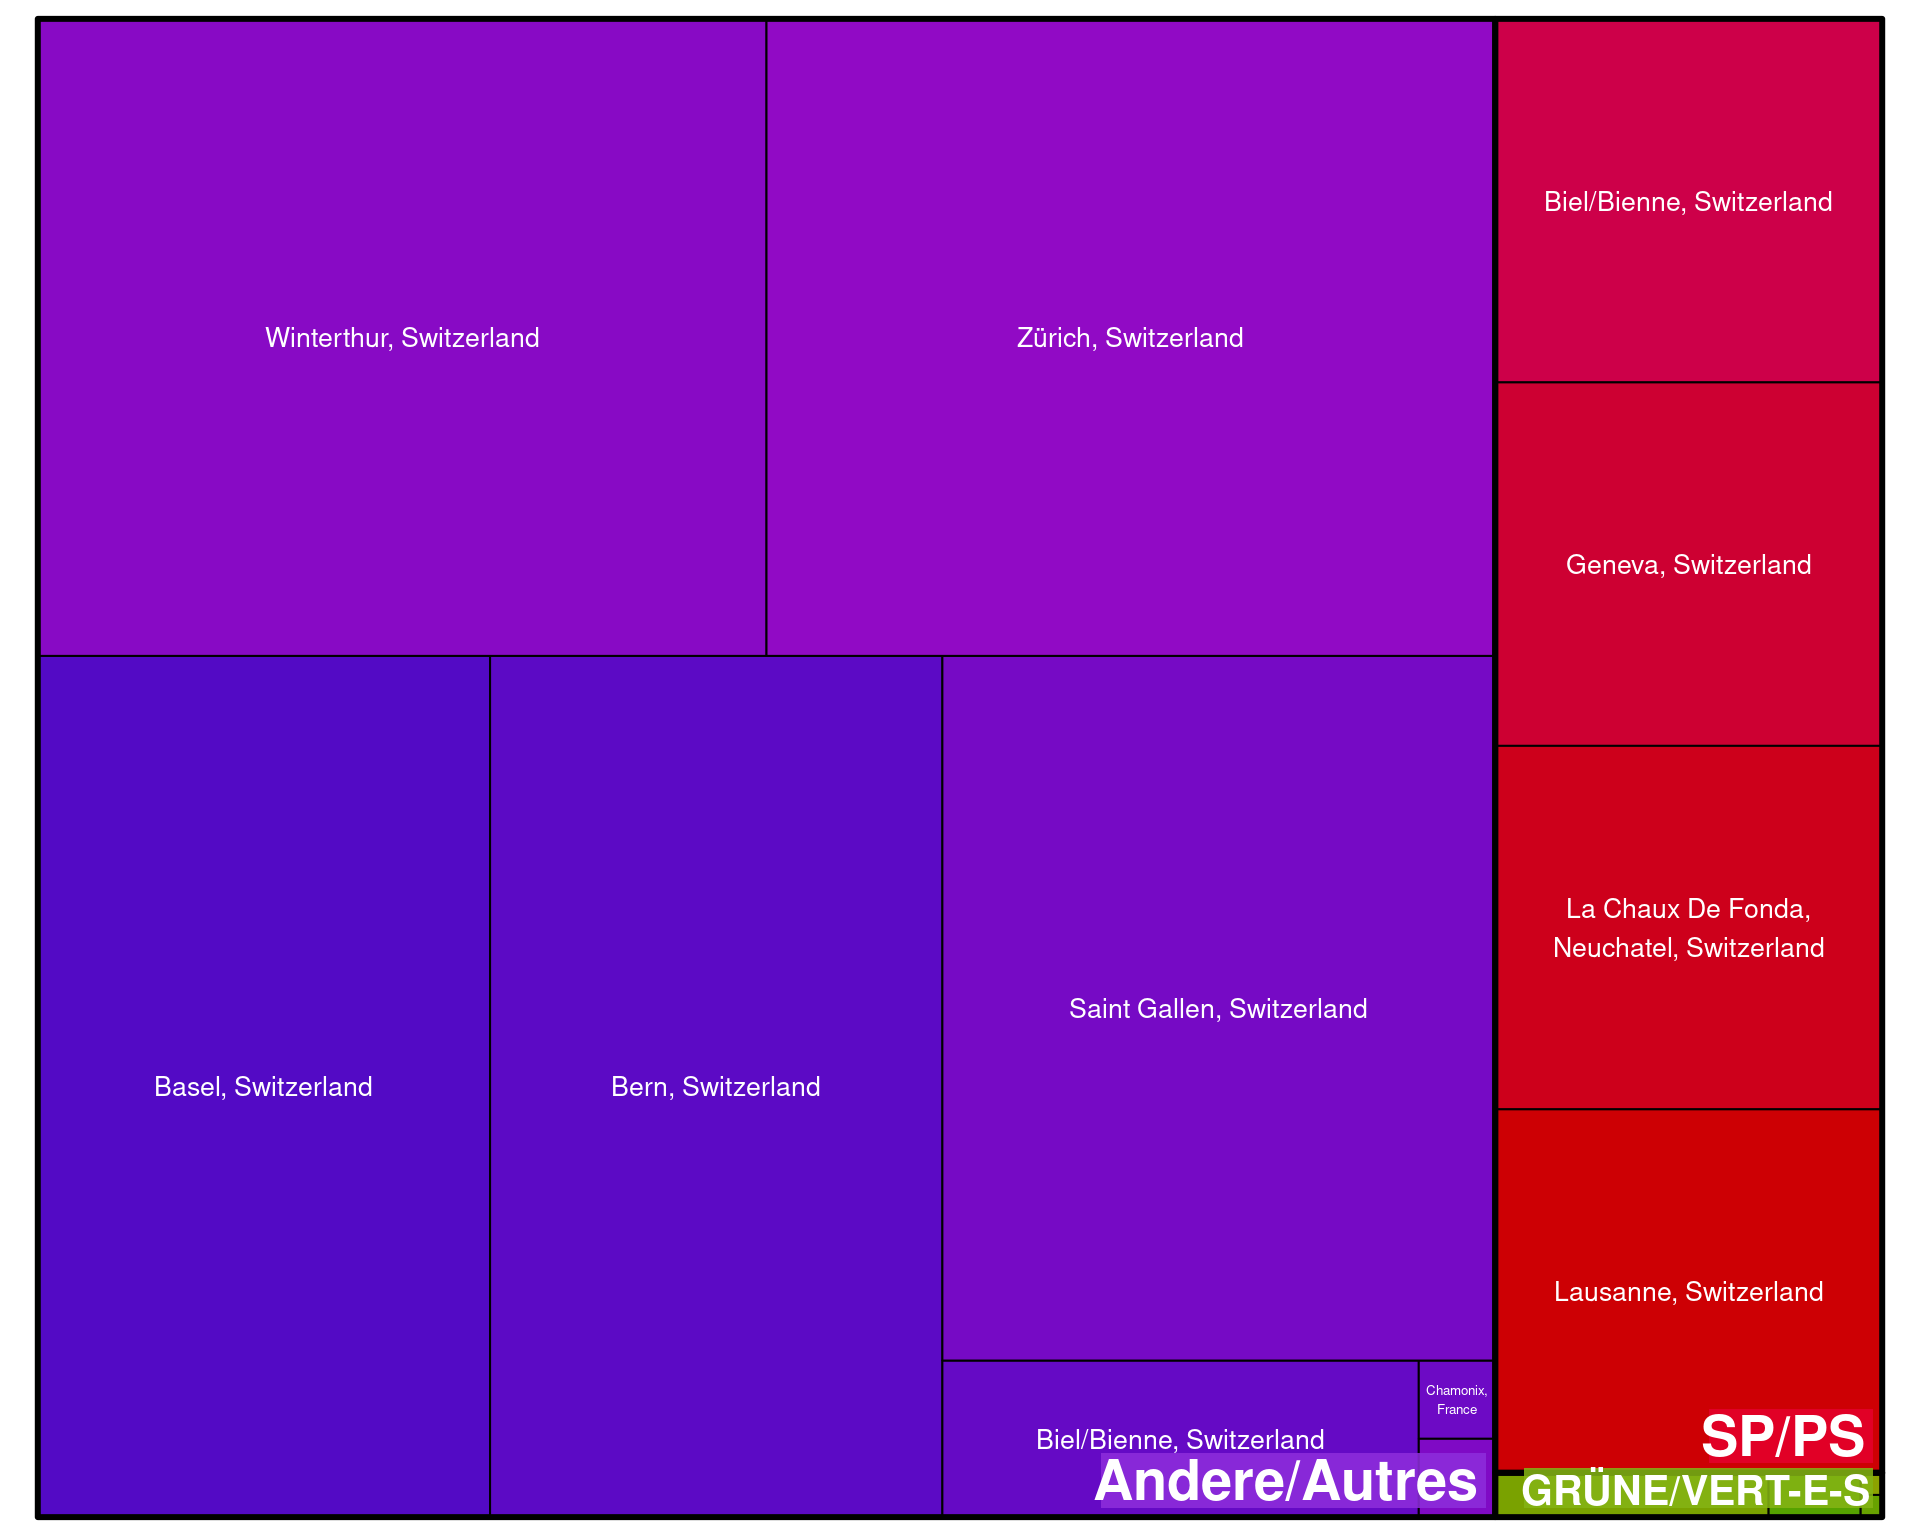 Winterthur, Switzerland
Zürich, Switzerland
Biel/Bienne, Switzerland
Geneva, Switzerland
La Chaux De Fonda,
Neuchatel, Switzerland
Saint Gallen, Switzerland
Basel, Switzerland
Bern, Switzerland
Lausanne, Switzerland
Chamonix,
France
Biel/Bienne, Switzerland
SP/PS
Andere/Autres
GRÜNE/VERT-E-S